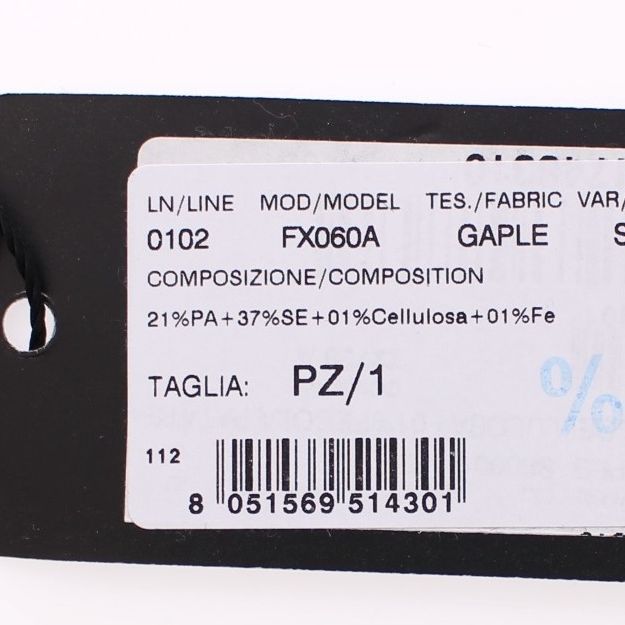 LN/LINE MOD/MODEL TES./FABRIC VAR/
0102 FX060A GAPLE S
COMPOSIZIONE/COMPOSITION
21%PA+37%SE+01%Cellulosa+01%Fe
%
TAGLIA: PZ/1
112
8 051569 514301